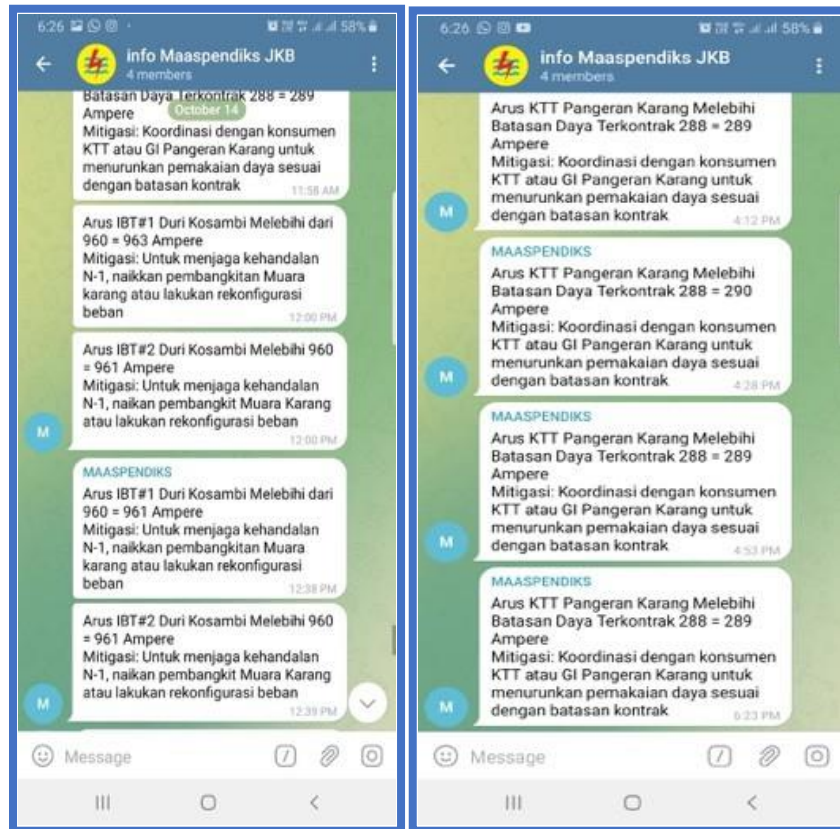 6:26
58%
info Maaspendiks JKB
4 members
October 14
Batasan Daya Terkontrak 288 = 289
Ampere
Mitigasi: Koordinasi dengan konsumen
KTT atau GI Pangeran Karang untuk
menurunkan pemakaian daya sesuai
dengan batasan kontrak
11:58 AM
Arus IBT#1 Duri Kosambi Melebihi dari
960 = 963 Ampere
Mitigasi: Untuk menjaga kehandalan
N-1, naikkan pembangkitan Muara
karang atau lakukan rekonfigurasi
beban
12:00 PM
Arus IBT#2 Duri Kosambi Melebihi 960
= 961 Ampere
Mitigasi: Untuk menjaga kehandalan
N-1, naikan pembangkit Muara Karang
atau lakukan rekonfigurasi beban
12:00 PM
M
MAASPENDIKS
Arus IBT#1 Duri Kosambi Melebihi dari
960 = 961 Ampere
Mitigasi: Untuk menjaga kehandalan
N-1, naikkan pembangkitan Muara
karang atau lakukan rekonfigurasi
beban
12:38 PM
Arus IBT#2 Duri Kosambi Melebihi 960
= 961 Ampere
Mitigasi: Untuk menjaga kehandalan
N-1, naikan pembangkit Muara Karang
atau lakukan rekonfigurasi beban
12:39 PM
M
Message
6:26
58%
info Maaspendiks JKB
4 members
Arus KTT Pangeran Karang Melebihi
Batasan Daya Terkontrak 288 = 289
Ampere
Mitigasi: Koordinasi dengan konsumen
KTT atau GI Pangeran Karang untuk
menurunkan pemakaian daya sesuai
dengan batasan kontrak
4:12 PM
M
MAASPENDIKS
Arus KTT Pangeran Karang Melebihi
Batasan Daya Terkontrak 288 = 290
Ampere
Mitigasi: Koordinasi dengan konsumen
KTT atau GI Pangeran Karang untuk
menurunkan pemakaian daya sesuai
dengan batasan kontrak
4:28 PM
M
MAASPENDIKS
Arus KTT Pangeran Karang Melebihi
Batasan Daya Terkontrak 288 = 289
Ampere
Mitigasi: Koordinasi dengan konsumen
KTT atau GI Pangeran Karang untuk
menurunkan pemakaian daya sesuai
dengan batasan kontrak
4:53 PM
M
MAASPENDIKS
Arus KTT Pangeran Karang Melebihi
Batasan Daya Terkontrak 288 = 289
Ampere
Mitigasi: Koordinasi dengan konsumen
KTT atau GI Pangeran Karang untuk
menurunkan pemakaian daya sesuai
dengan batasan kontrak
6:23 PM
M
Message